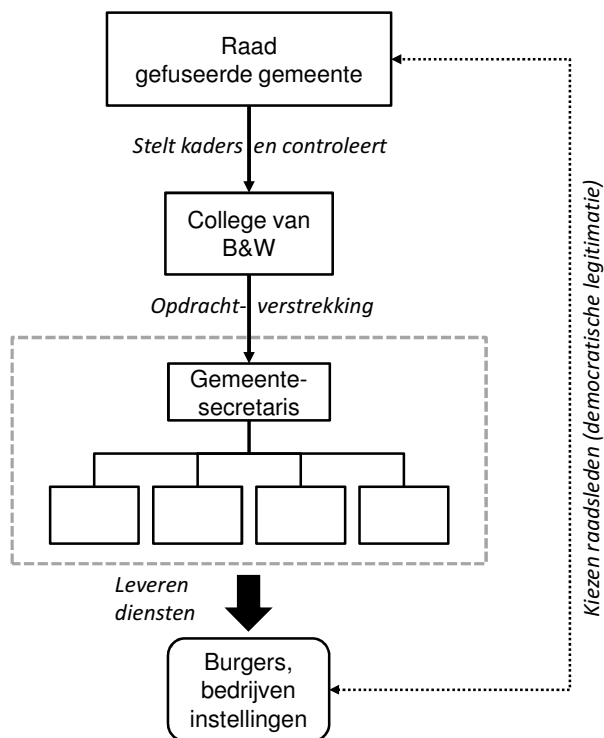 Raad
gefuseerde gemeente
Stelt kaders en controleert
College van
B&W
Opdracht- verstrekking
Gemeente-
secretaris
Leveren
diensten
Burgers,
bedrijven
instellingen
Kiezen raadsleden (democratische legitimatie)